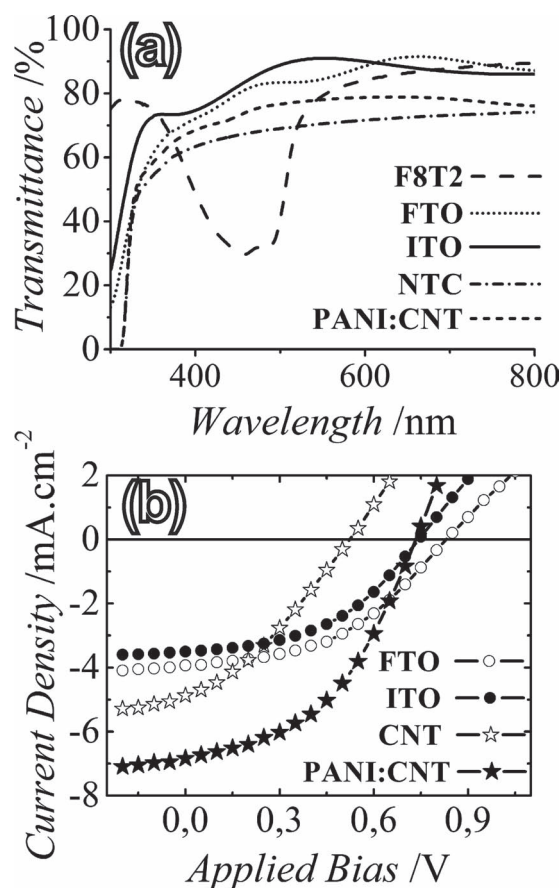 (a)
Transmittance /%
100
80
60
40
20
0
F8T2
FTO
ITO
NTC
PANI:CNT
400
600
800
Wavelength /nm
(b)
Current Density /mA.cm-2
2
0
-2
-4
-6
-8
FTO
ITO
CNT
PANI:CNT
0,0
0,3
0,6
0,9
Applied Bias /V